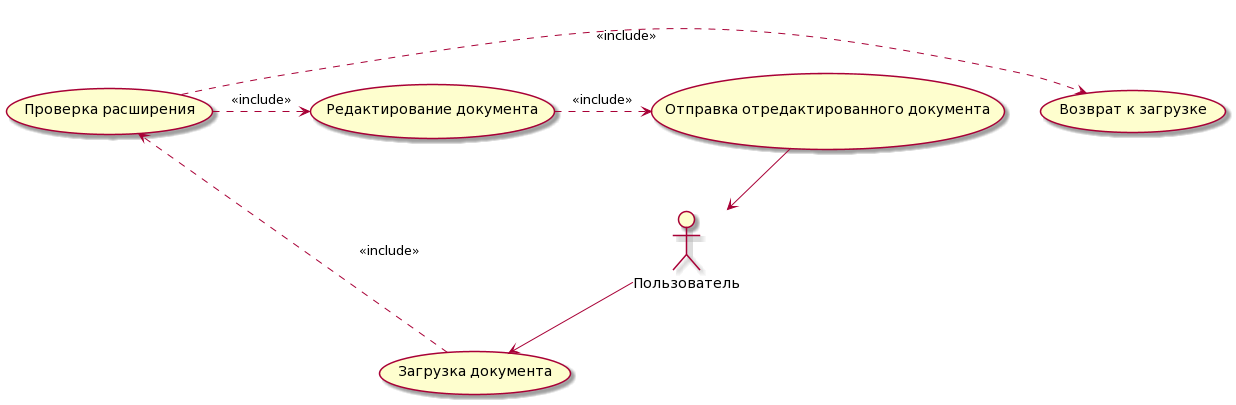 «include»
Проверка расширения
«include»
Редактирование документа
«include»
Отправка отредактированного документа
Возврат к загрузке
«include»
Пользователь
Загрузка документа